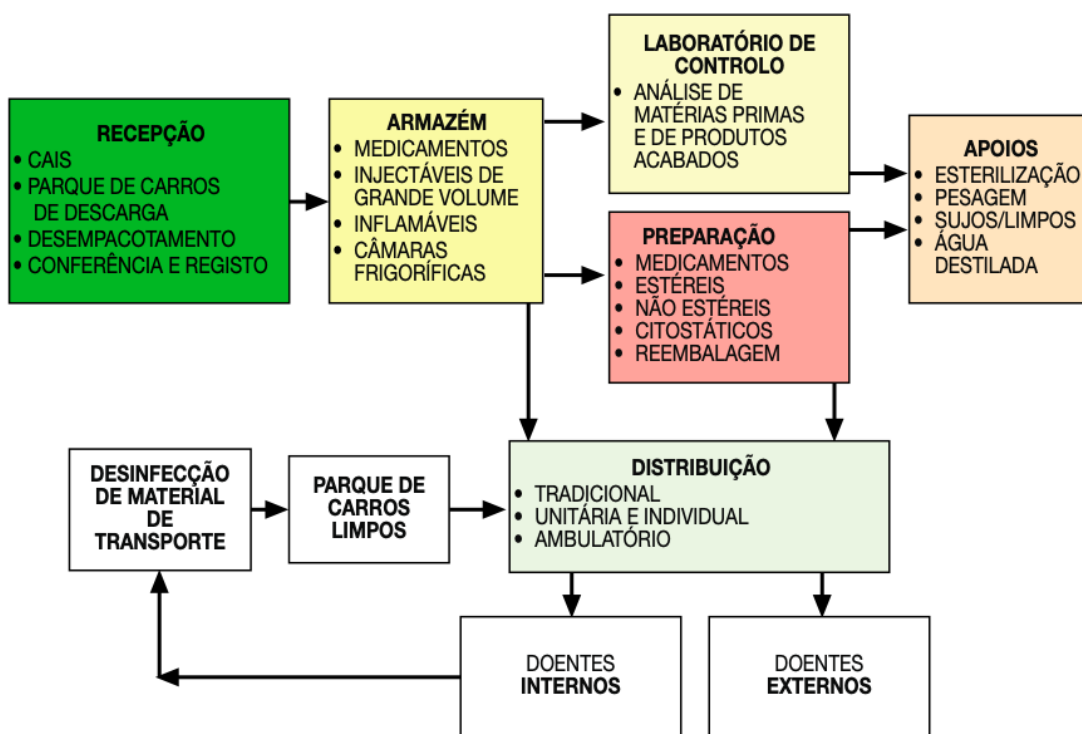 RECEPÇÃO
• CAIS
• PARQUE DE CARROS
DE DESCARGA
• DESEMPACOTAMENTO
• CONFERÊNCIA E REGISTO
ARMAZÉM
• MEDICAMENTOS
• INJECTÁVEIS DE
GRANDE VOLUME
• INFLAMÁVEIS
• CÂMARAS
FRIGORÍFICAS
LABORATÓRIO DE
CONTROLO
• ANÁLISE DE
MATÉRIAS PRIMAS
E DE PRODUTOS
ACABADOS
PREPARAÇÃO
• MEDICAMENTOS
• ESTÉREIS
• NÃO ESTÉREIS
• CITOSTÁTICOS
• REEMBALAGEM
APOIOS
• ESTERILIZAÇÃO
• PESAGEM
• SUJOS/LIMPOS
• ÁGUA
DESTILADA
DESINFECÇÃO
DE MATERIAL
DE
TRANSPORTE
PARQUE DE
CARROS
LIMPOS
DISTRIBUIÇÃO
• TRADICIONAL
• UNITÁRIA E INDIVIDUAL
• AMBULATÓRIO
DOENTES
INTERNOS
DOENTES
EXTERNOS